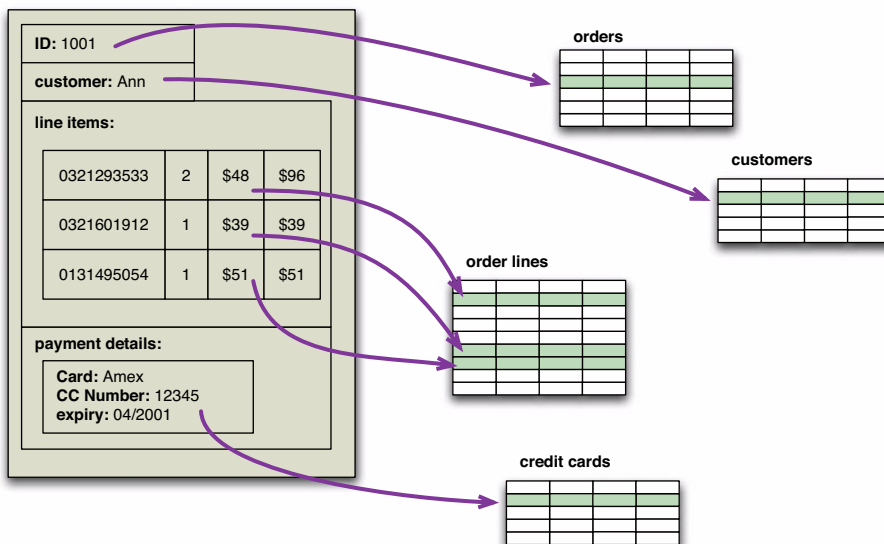 ID: 1001
customer: Ann
line items:
0321293533 2 $48 $96
0321601912 1 $39 $39
0131495054 1 $51 $51
payment details:
Card: Amex
CC Number: 12345
expiry: 04/2001
orders
customers
order lines
credit cards